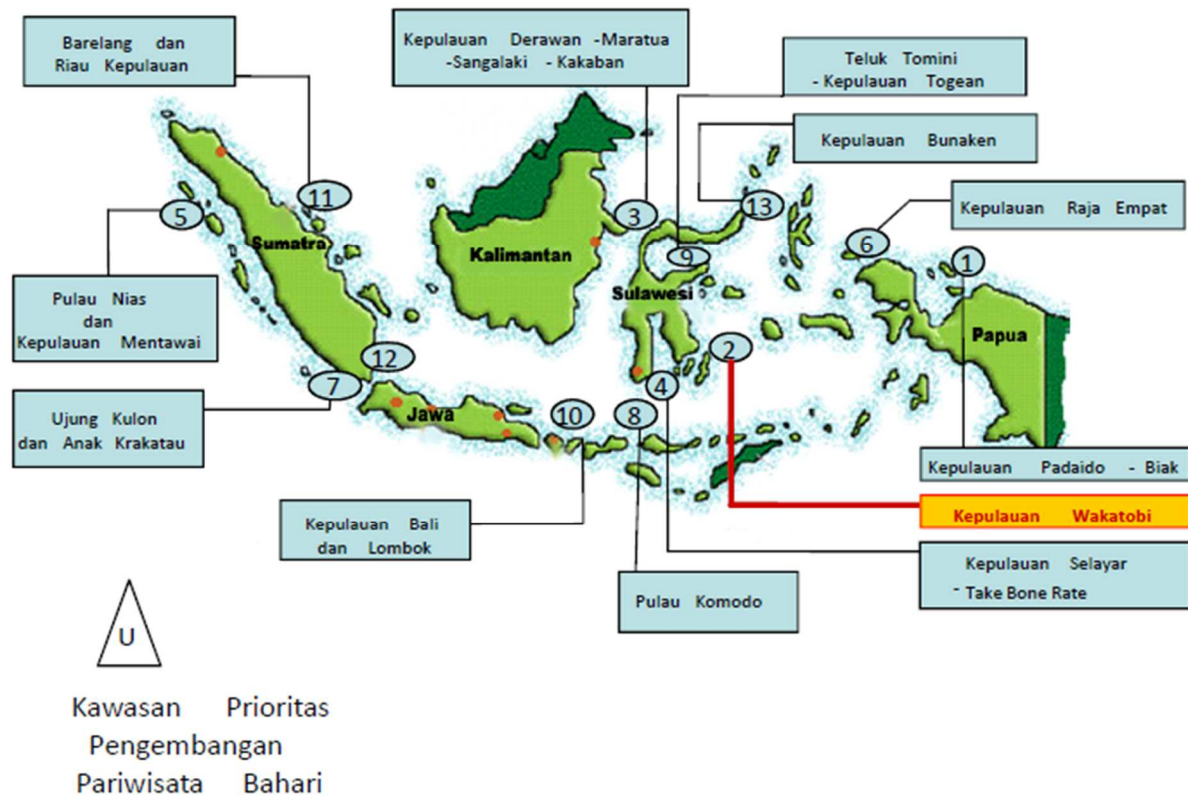 Barelang dan
Riau Kepulauan
Kepulauan Derawan -Maratua
-Sangalaki - Kakaban
Teluk Tomini
- Kepulauan Togean
Kepulauan Bunaken
Kepulauan Raja Empat
11
5
3
13
6
1
9
Sumatra
Kalimantan
Sulawesi
Papua
Pulau Nias
dan
Kepulauan Mentawai
12
2
7
4
10
8
Jawa
Ujung Kulon
dan Anak Krakatau
Kepulauan Padaido - Biak
Kepulauan Wakatobi
Kepulauan Bali
dan Lombok
Kepulauan Selayar
- Take Bone Rate
Pulau Komodo
U
Kawasan Prioritas
Pengembangan
Pariwisata Bahari